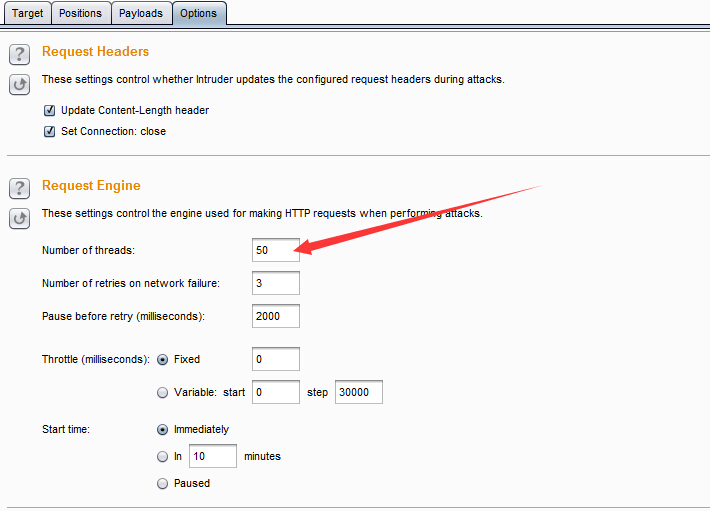 Target Positions Payloads Options
? Request Headers
These settings control whether Intruder updates the configured request headers during attacks.
Update Content-Length header
Set Connection: close
? Request Engine
These settings control the engine used for making HTTP requests when performing attacks.
Number of threads: 50
Number of retries on network failure: 3
Pause before retry (milliseconds): 2000
Throttle (milliseconds): Fixed 0
Variable: start 0 step 30000
Start time: Immediately
In 10 minutes
Paused